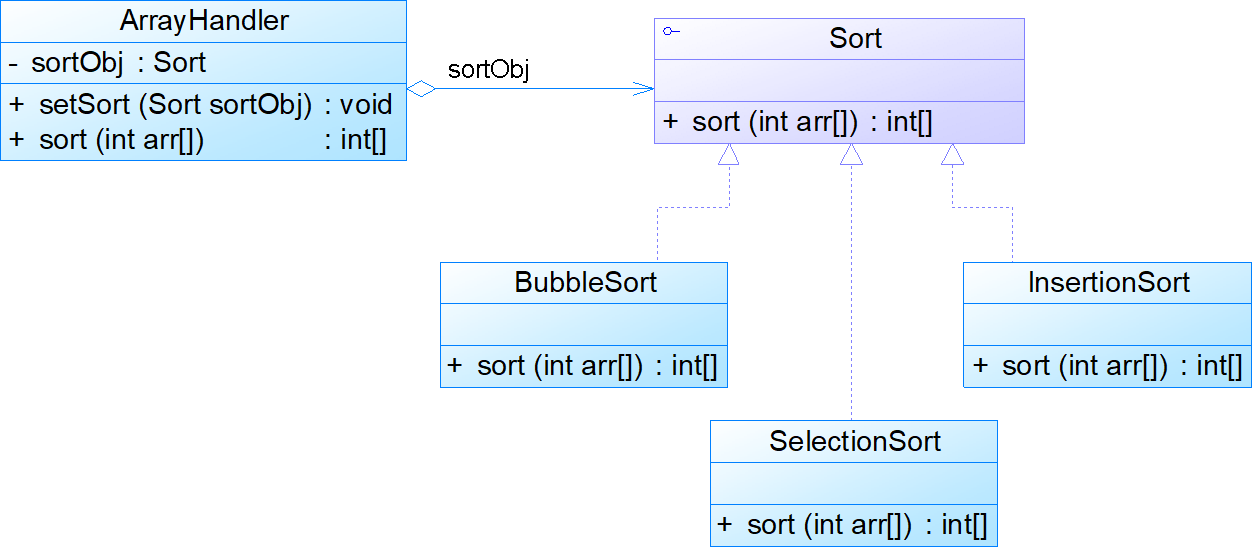 ArrayHandler
- sortObj : Sort
+ setSort (Sort sortObj) : void
+ sort (int arr[]) : int[]
sortObj
Sort
+ sort (int arr[]) : int[]
BubbleSort
+ sort (int arr[]) : int[]
InsertionSort
+ sort (int arr[]) : int[]
SelectionSort
+ sort (int arr[]) : int[]